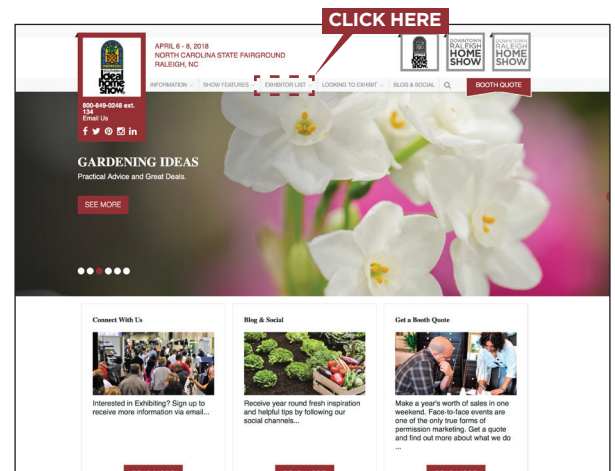 CLICK HERE
APRIL 6 - 8, 2018
NORTH CAROLINA STATE FAIRGROUND
RALEIGH, NC
Ideal
home
show.
DOWNTOWN
RALEIGH
HOME
SHOW
DOWNTOWN
RALEIGH
HOME
SHOW
INFORMATION
SHOW FEATURES
EXHIBITOR LIST
LOOKING TO EXHIBIT
BLOG & SOCIAL
BOOTH QUOTE
800-849-0248 ext.
134
Email Us
GARDENING IDEAS
Practical Advice and Great Deals.
SEE MORE
Connect With Us
Interested in Exhibiting? Sign up to
receive more information via email...
Blog & Social
Receive year round fresh inspiration
and helpful tips by following our
social channels...
Get a Booth Quote
Make a year's worth of sales in one
weekend. Face-to-face events are
one of the only true forms of
permission marketing. Get a quote
and find out more about what we do
...